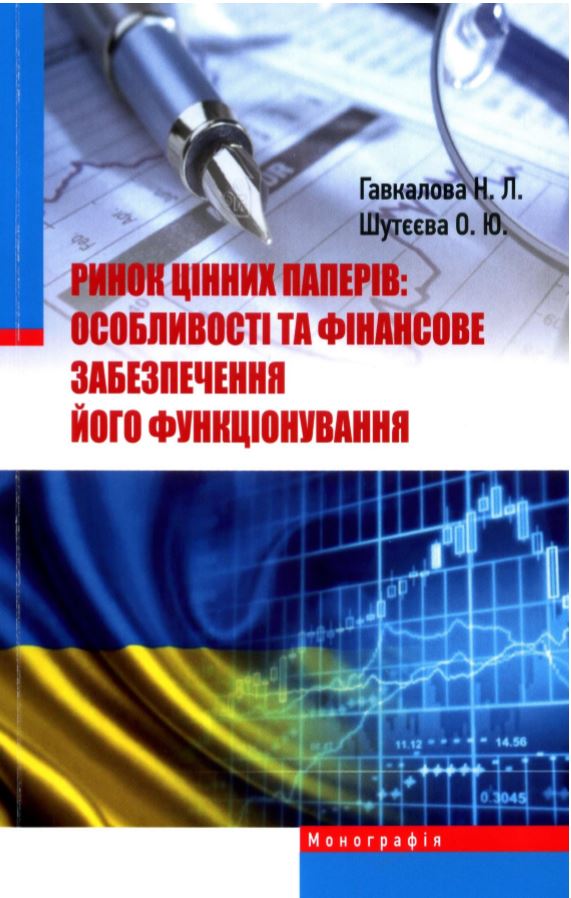 Гавкалова Н. Л.
Шутєєва О. Ю.
РИНОК ЦІННИХ ПАПЕРІВ:
ОСОБЛИВОСТІ ТА ФІНАНСОВЕ
ЗАБЕЗПЕЧЕННЯ
ЙОГО ФУНКЦІОНУВАННЯ
11.12
14.56
0.3045
Монографія